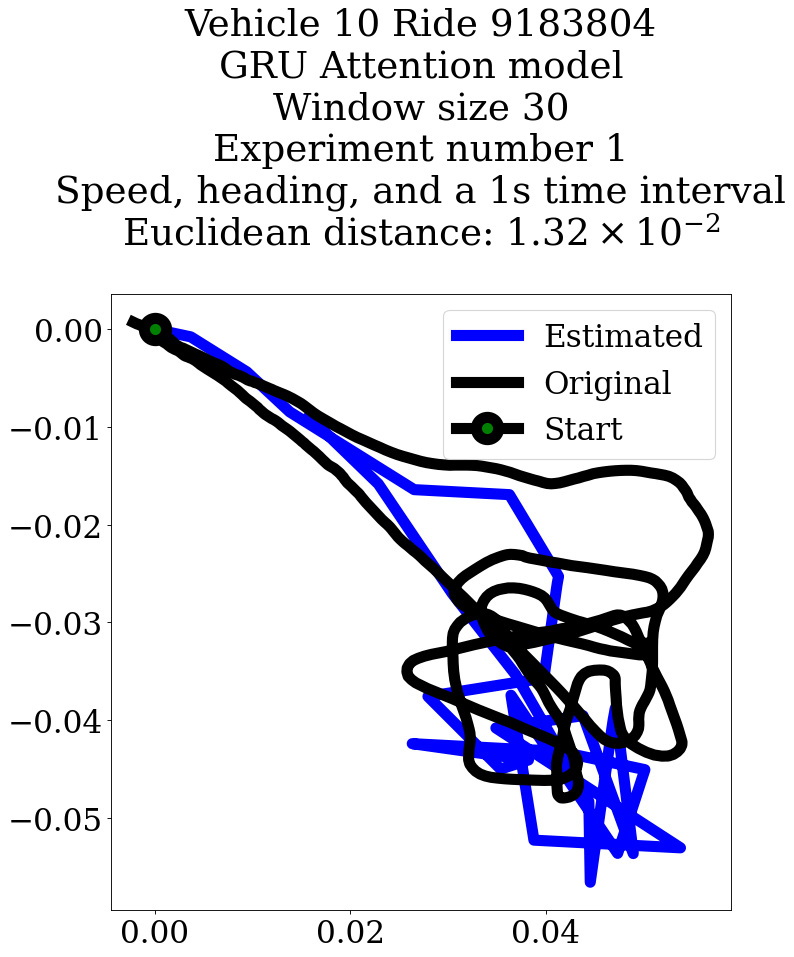 Vehicle 10 Ride 9183804
GRU Attention model
Window size 30
Experiment number 1
Speed, heading, and a 1s time interval
Euclidean distance: 1.32 × 10⁻²
Estimated
Original
Start
0.00
−0.01
−0.02
−0.03
−0.04
−0.05
0.00 0.02 0.04